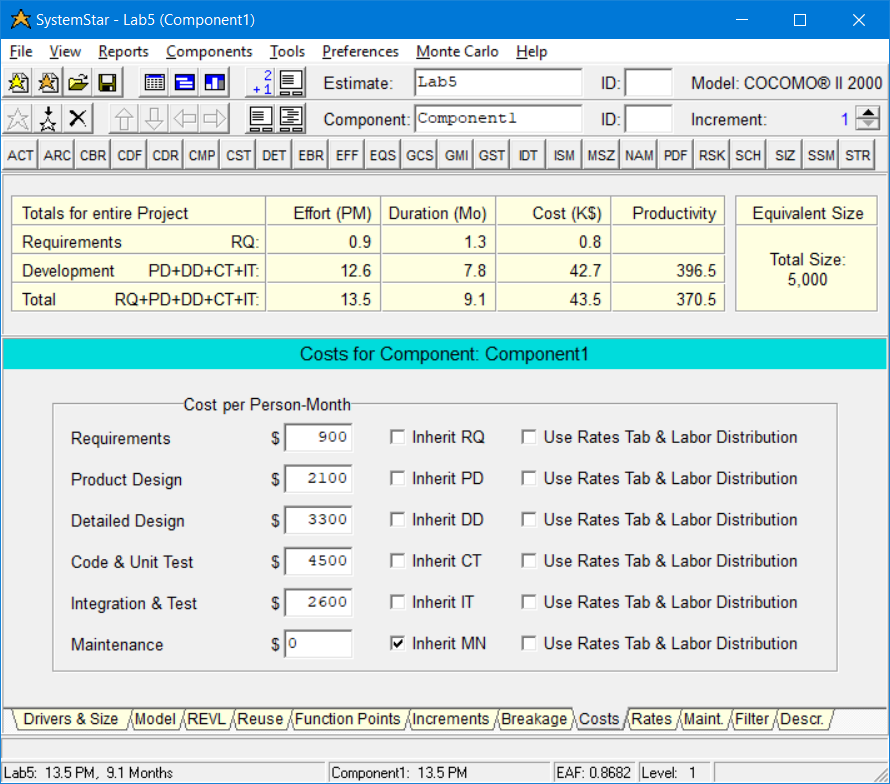 SystemStar - Lab5 (Component1)
File View Reports Components Tools Preferences Monte Carlo Help
2 +1 Estimate: Lab5 ID: Model: COCOMO® II 2000
Component: Component1 ID: Increment: 1
ACT ARC CBR CDF CDR CMP CST DET EBR EFF EQS GCS GMI GST IDT ISM MSZ NAM PDF RSK SCH SIZ SSM STR
Totals for entire Project Effort (PM) Duration (Mo) Cost (K$) Productivity Equivalent Size
Requirements RQ: 0.9 1.3 0.8
Development PD+DD+CT+IT: 12.6 7.8 42.7 396.5 Total Size:
5,000
Total RQ+PD+DD+CT+IT: 13.5 9.1 43.5 370.5
Costs for Component: Component1
Cost per Person-Month
Requirements $ 900 Inherit RQ Use Rates Tab & Labor Distribution
Product Design $ 2100 Inherit PD Use Rates Tab & Labor Distribution
Detailed Design $ 3300 Inherit DD Use Rates Tab & Labor Distribution
Code & Unit Test $ 4500 Inherit CT Use Rates Tab & Labor Distribution
Integration & Test $ 2600 Inherit IT Use Rates Tab & Labor Distribution
Maintenance $ 0 Inherit MN Use Rates Tab & Labor Distribution
Drivers & Size Model REVL Reuse Function Points Increments Breakage Costs Rates Maint. Filter Descr.
Lab5: 13.5 PM, 9.1 Months Component1: 13.5 PM EAF: 0.8682 Level: 1